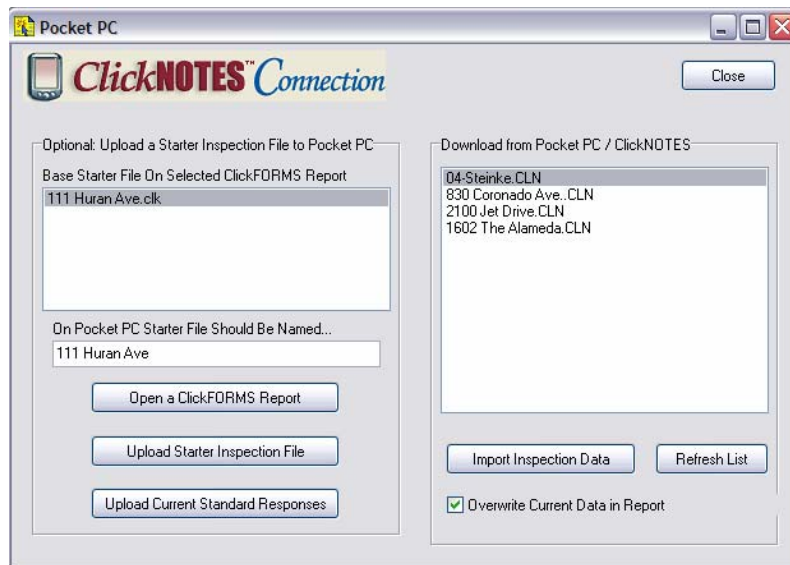 Pocket PC
ClickNOTES™ Connection
Close
Optional: Upload a Starter Inspection File to Pocket PC
Base Starter File On Selected ClickFORMS Report
111 Huran Ave.clk
On Pocket PC Starter File Should Be Named...
111 Huran Ave
Open a ClickFORMS Report
Upload Starter Inspection File
Upload Current Standard Responses
Download from Pocket PC / ClickNOTES
04-Steinke.CLN
830 Coronado Ave..CLN
2100 Jet Drive.CLN
1602 The Alameda.CLN
Import Inspection Data
Refresh List
Overwrite Current Data in Report